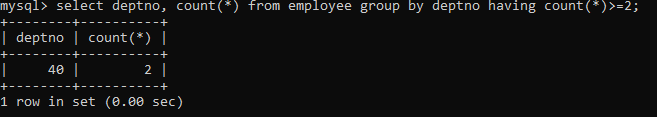 mysql> select deptno, count(*) from employee group by deptno having count(*)>=2;
+--------+----------+
| deptno | count(*) |
+--------+----------+
|     40 |        2 |
+--------+----------+
1 row in set (0.00 sec)